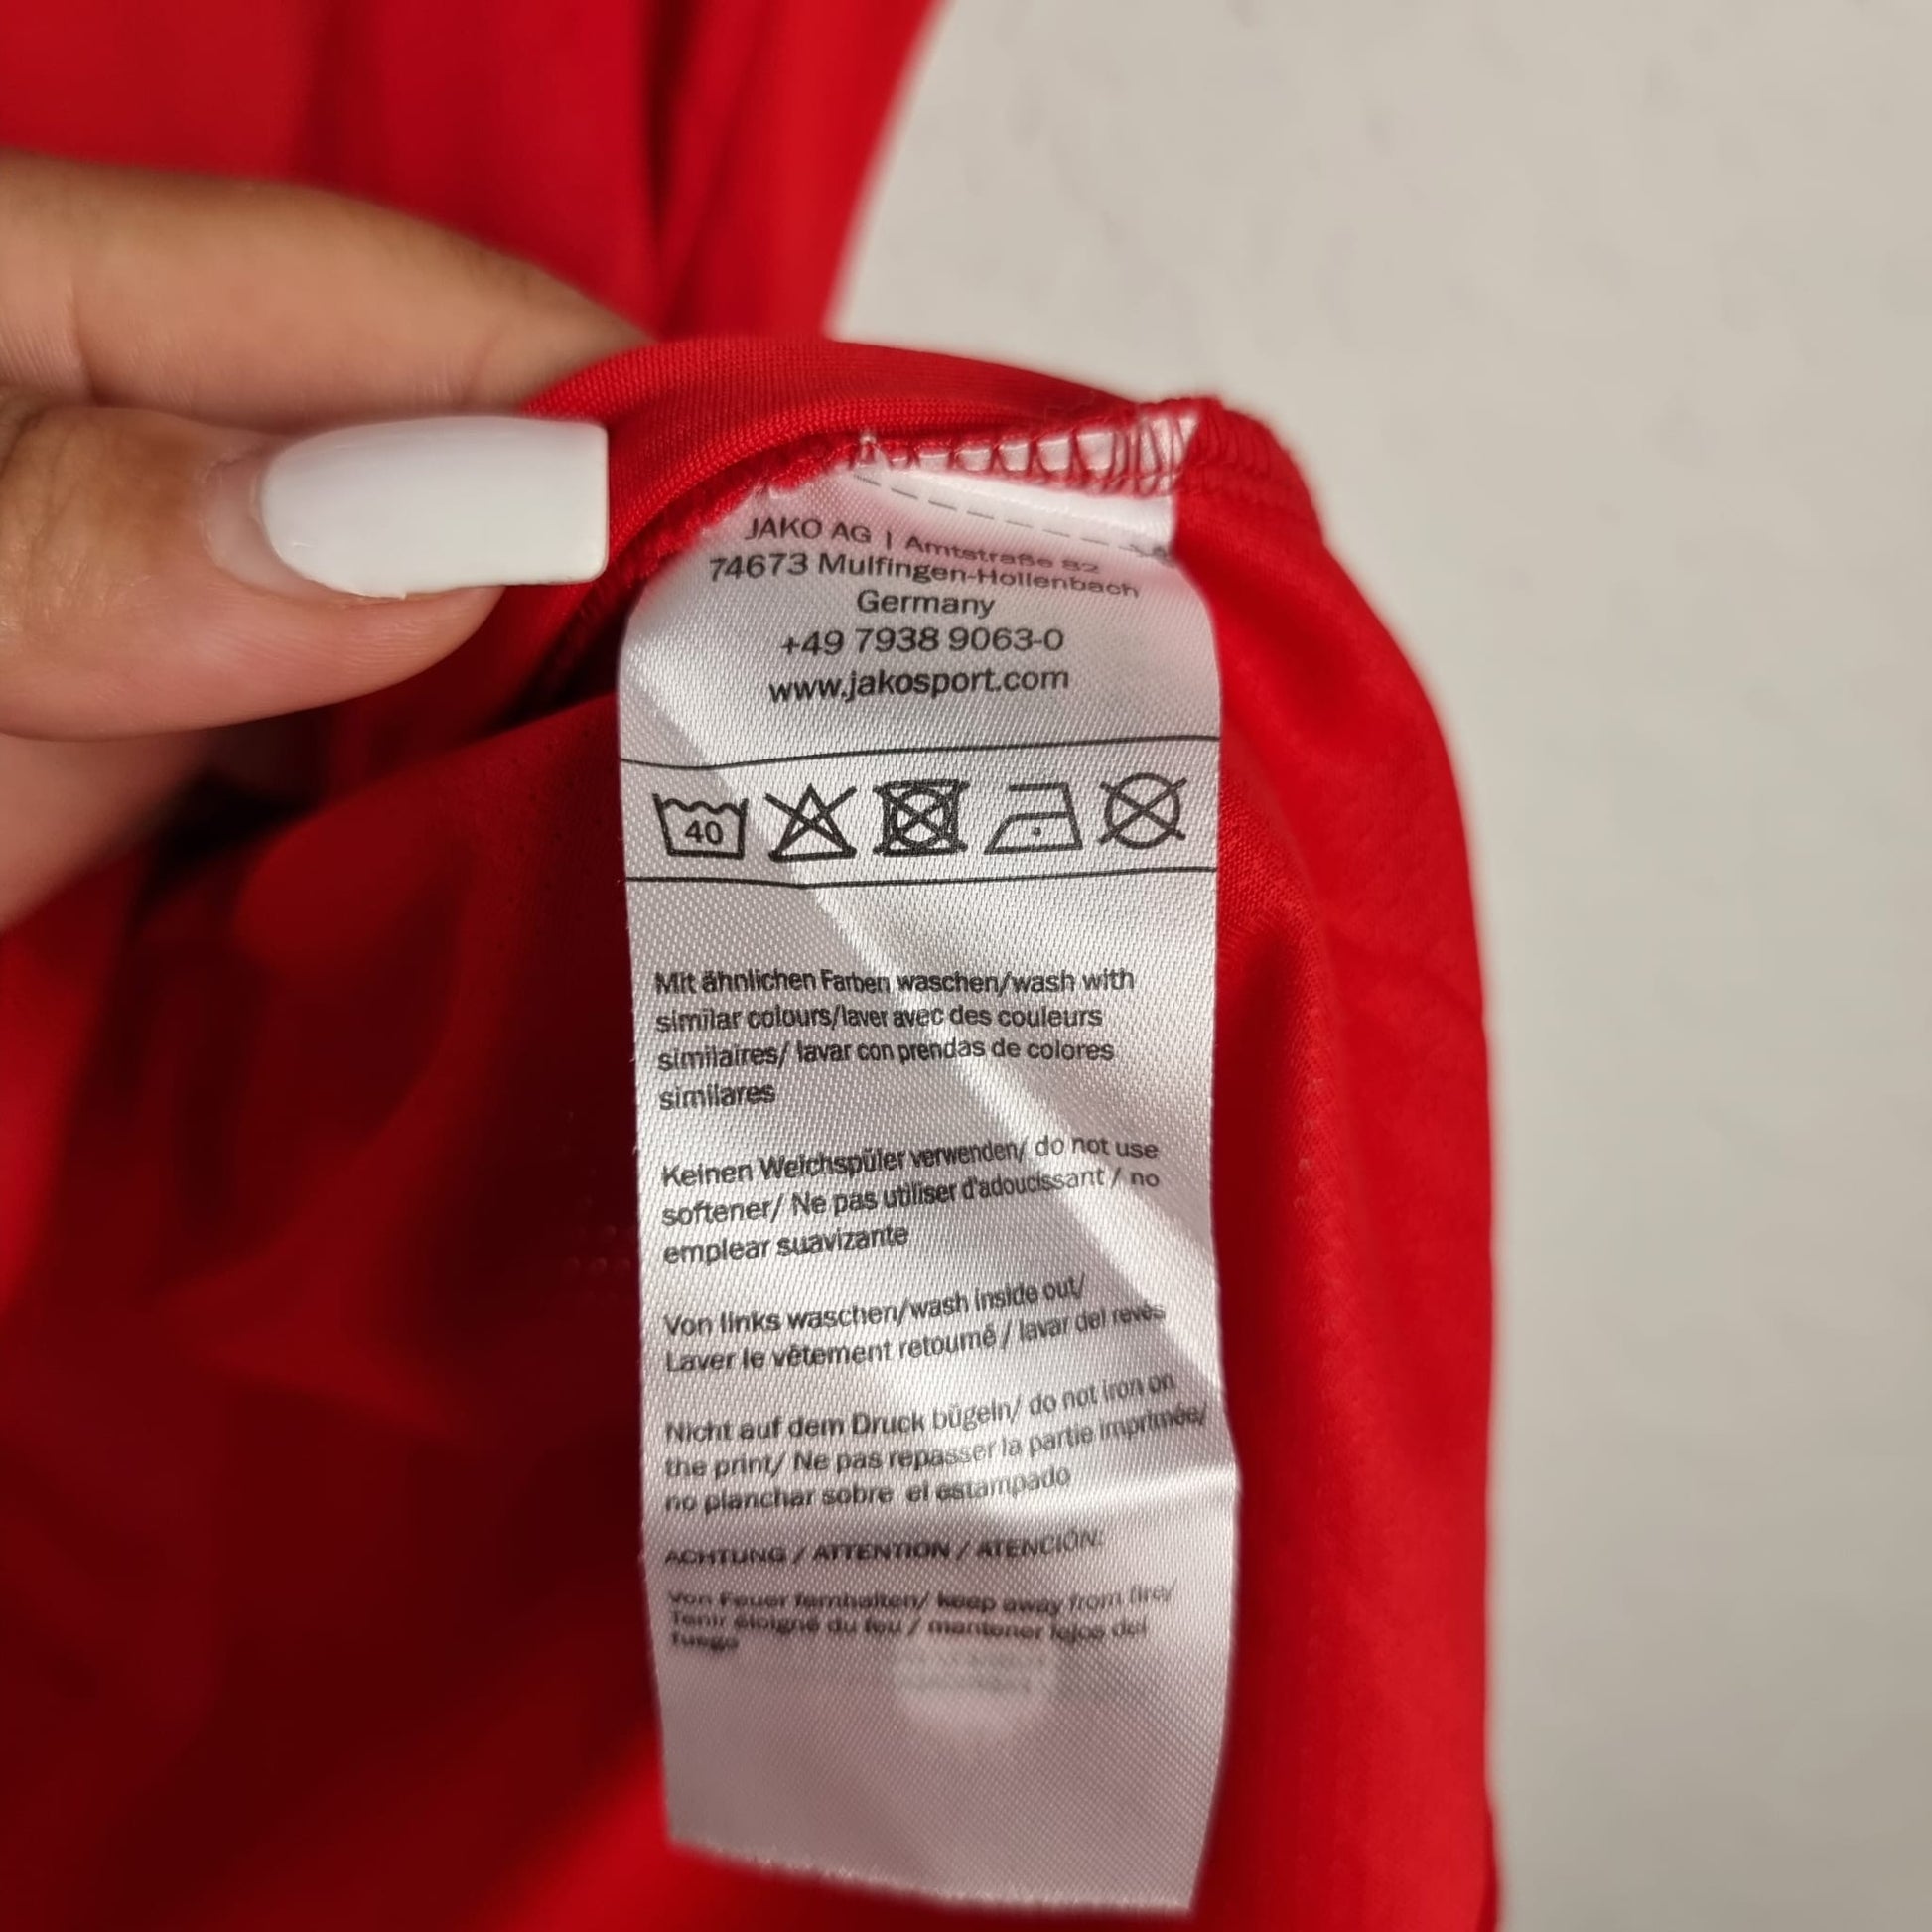 JAKO AG | Amtstraße 82
74673 Mulfingen-Hollenbach
Germany
+49 7938 9063-0
www.jakosport.com
40
Mit ähnlichen Farben waschen/wash with
similar colours/laver avec des couleurs
similaires/ lavar con prendas de colores
similares
Keinen Weichspüler verwenden/ do not use
softener/ Ne pas utiliser d'adoucissant / no
emplear suavizante
Von links waschen/wash inside out/
Laver le vêtement retourné / lavar del revés
Nicht auf dem Druck bügeln/ do not iron on
the print/ Ne pas repasser la partie imprimée/
no planchar sobre el estampado
ACHTUNG / ATTENTION / ATENCIÓN:
Von Feuer fernhalten/ keep away from fire/
Tenir éloigné du feu / mantener lejos del
fuego